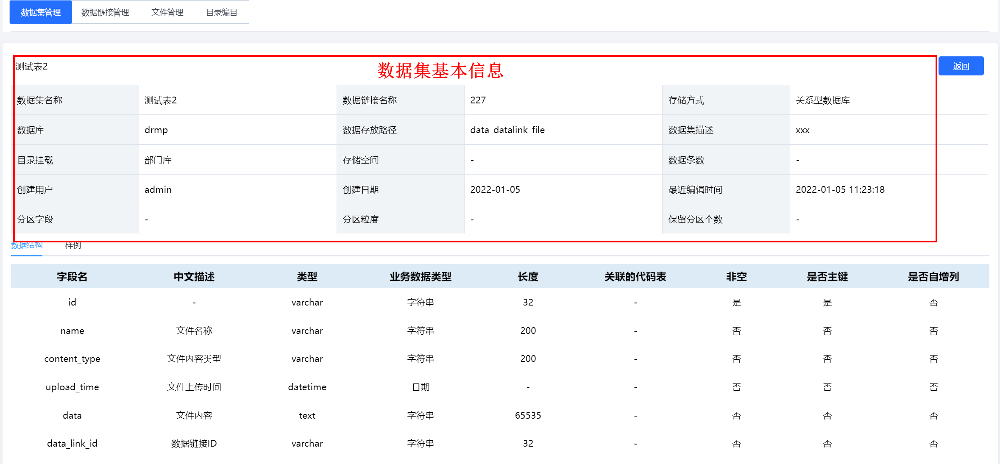 数据集管理 数据链接管理 文件管理 目录编目
测试表2 数据集基本信息 返回
数据集名称 测试表2 数据链接名称 227 存储方式 关系型数据库
数据库 drmp 数据存放路径 data_datalink_file 数据集描述 xxx
目录挂载 部门库 存储空间 - 数据条数 -
创建用户 admin 创建日期 2022-01-05 最近编辑时间 2022-01-05 11:23:18
分区字段 - 分区粒度 - 保留分区个数 -
数据结构 样例
字段名 中文描述 类型 业务数据类型 长度 关联的代码表 非空 是否主键 是否自增列
id - varchar 字符串 32 - 是 是 否
name 文件名称 varchar 字符串 200 - 否 否 否
content_type 文件内容类型 varchar 字符串 200 - 否 否 否
upload_time 文件上传时间 datetime 日期 - - 否 否 否
data 文件内容 text 字符串 65535 - 否 否 否
data_link_id 数据链接ID varchar 字符串 32 - 否 否 否